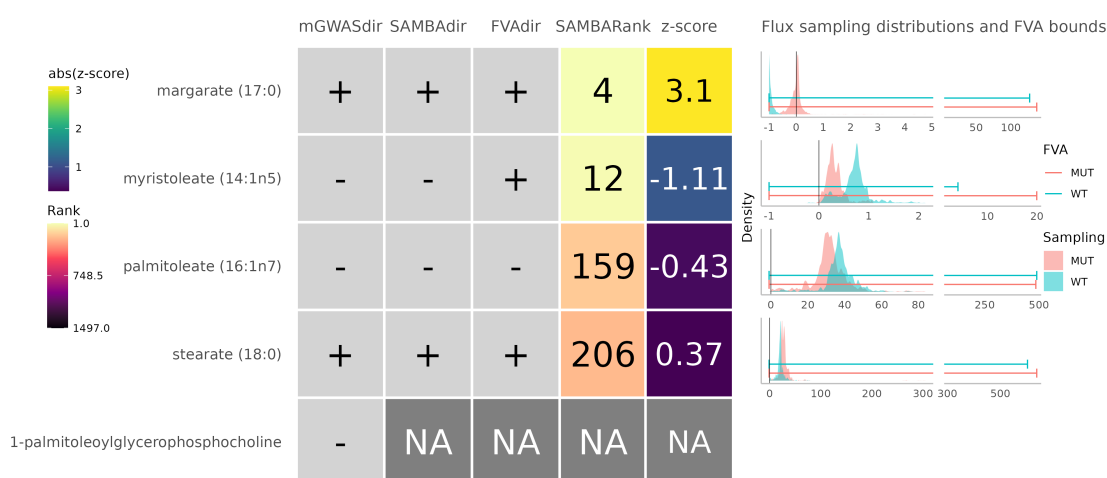 mGWASdir SAMBAdir FVAdir SAMBARank z-score Flux sampling distributions and FVA bounds
abs(z-score)
3
2
1
Rank
1.0
748.5
1497.0
margarate (17:0) + + + 4 3.1
myristoleate (14:1n5) - - + 12 -1.11
palmitoleate (16:1n7) - - - 159 -0.43
stearate (18:0) + + + 206 0.37
1-palmitoleoylglycerophosphocholine - NA NA NA NA
Density
-1 0 1 2 3 4 5 50 100
-1 0 1 2 10 20
0 20 40 60 80 250 500
0 100 200 300 300 500
FVA
MUT
WT
Sampling
MUT
WT